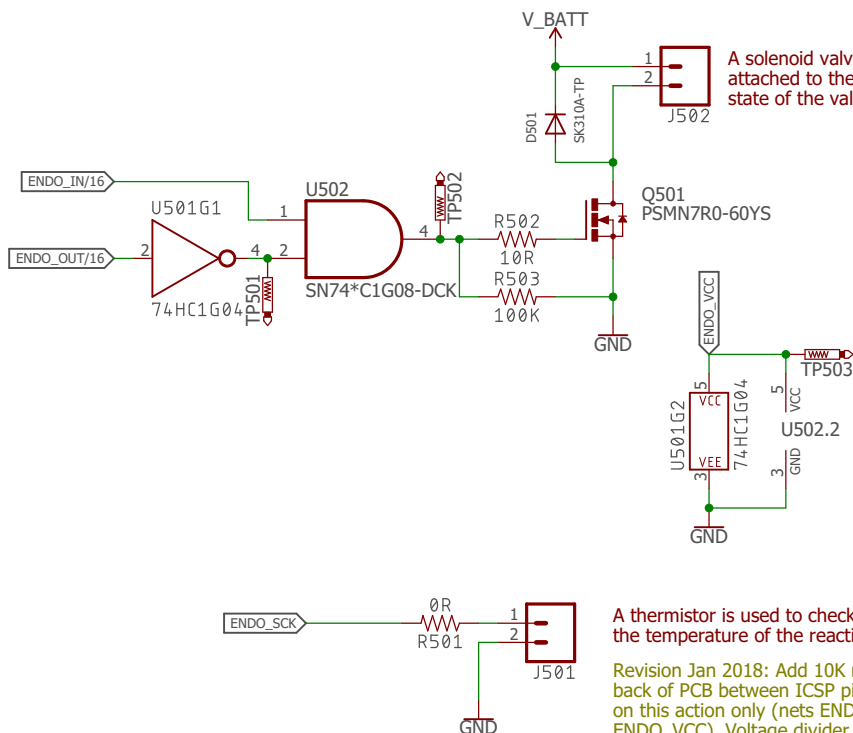 V_BATT
1
2
J502
A solenoid valv
attached to the
state of the val
D501
SK310A-TP
ENDO_IN/16
U501G1
2
4
ENDO_OUT/16
74HC1G04
TP501
U502
1
2
4
SN74*C1G08-DCK
TP502
R502
10R
R503
100K
Q501
PSMN7R0-60YS
GND
ENDO_VCC
TP503
5
VCC
U501G2
74HC1G04
VEE
3
5
VCC
U502.2
3
GND
GND
ENDO_SCK
0R
R501
1
2
J501
GND
A thermistor is used to check
the temperature of the reacti
Revision Jan 2018: Add 10K
back of PCB between ICSP pi
on this action only (nets END
ENDO_VCC). Voltage divider